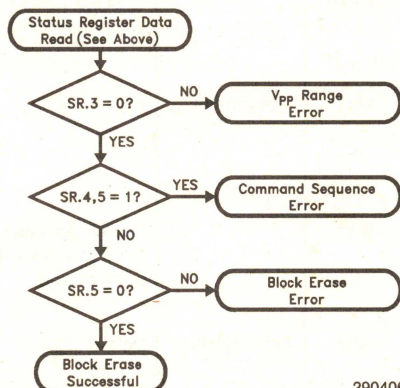 Status Register Data
Read (See Above)
SR.3 = 0?
NO
VPP Range
Error
YES
SR.4,5 = 1?
YES
Command Sequence
Error
NO
SR.5 = 0?
NO
Block Erase
Error
YES
Block Erase
Successful